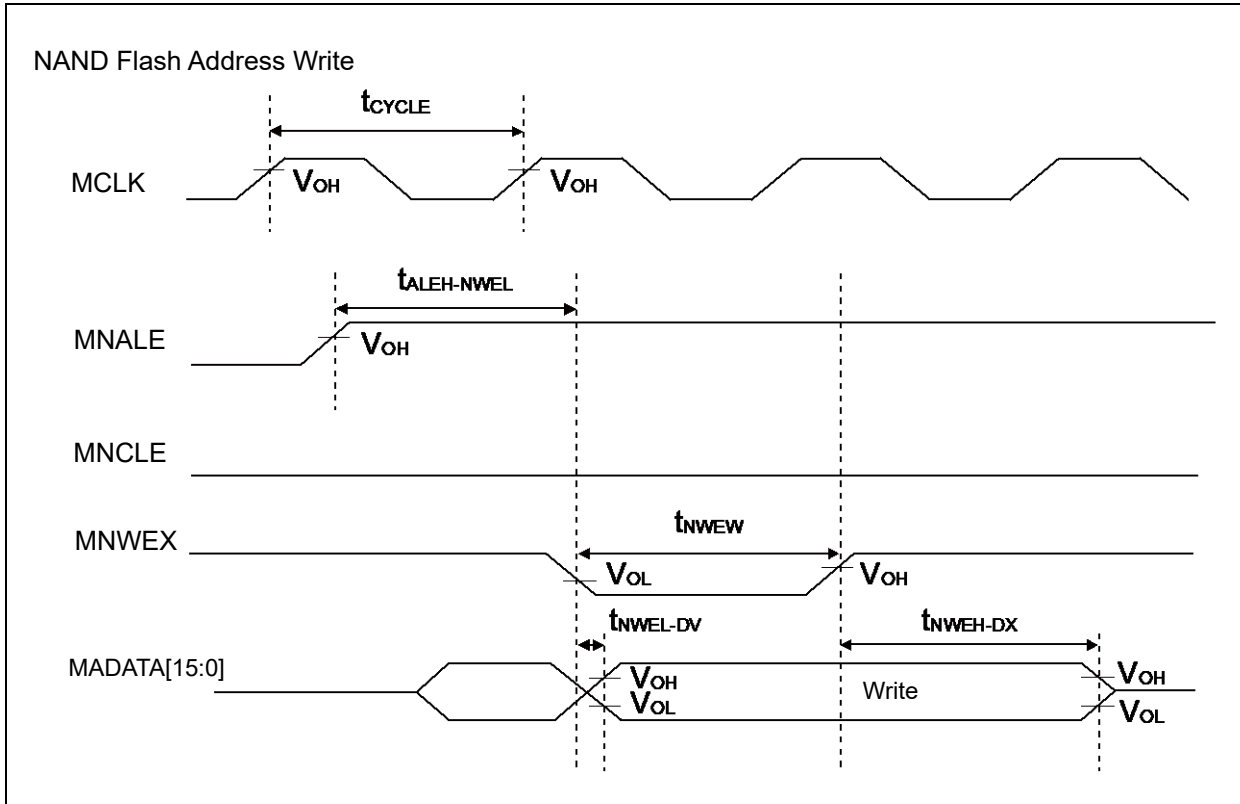 NAND Flash Address Write
tCYCLE
MCLK
VOH
VOH
tALEH-NWEL
MNALE
VOH
MNCLE
tNWEW
MNWEX
VOL
VOH
tNWEL-DV
tNWEH-DX
MADATA[15:0]
VOH
Write
VOH
VOL
VOL